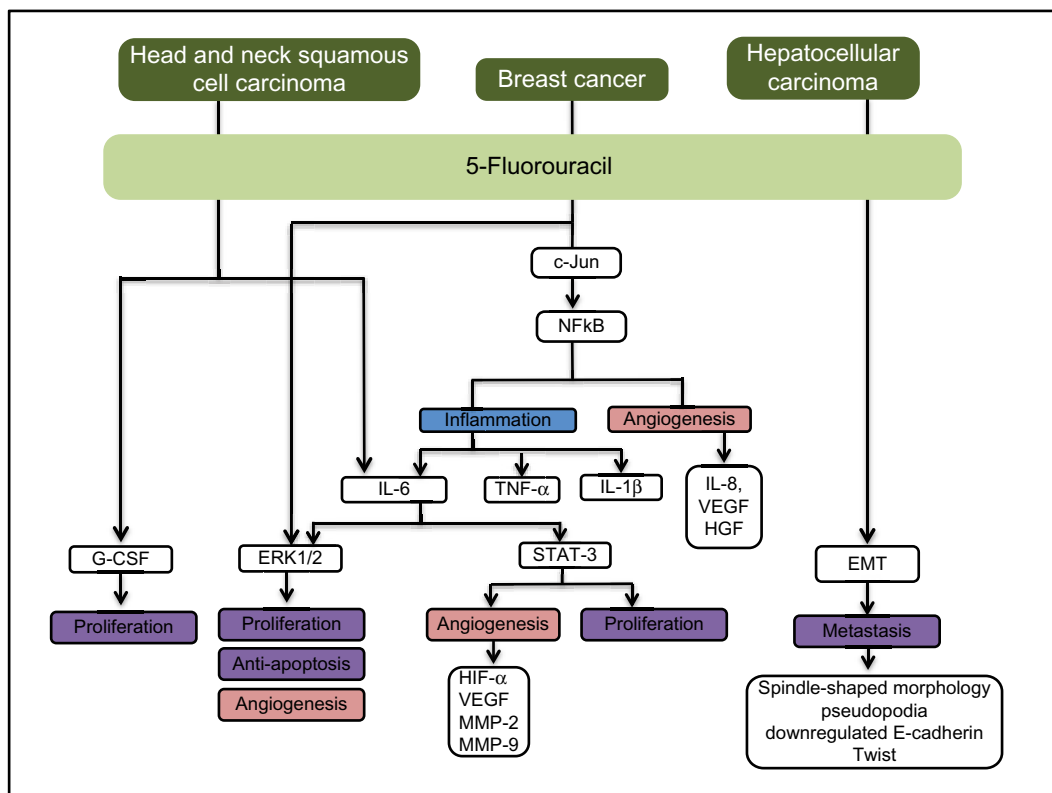 Head and neck squamous
cell carcinoma
Breast cancer
Hepatocellular
carcinoma
5-Fluorouracil
c-Jun
NFkB
Inflammation
Angiogenesis
IL-6
TNF-α
IL-1β
IL-8,
VEGF
HGF
G-CSF
ERK1/2
STAT-3
EMT
Proliferation
Proliferation
Anti-apoptosis
Angiogenesis
Angiogenesis
Proliferation
Metastasis
HIF-α
VEGF
MMP-2
MMP-9
Spindle-shaped morphology
pseudopodia
downregulated E-cadherin
Twist